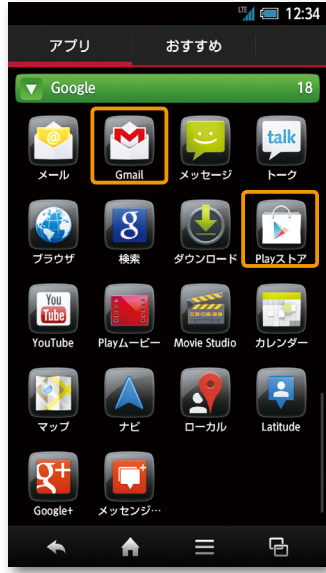 LTE 12:34
アプリ おすすめ
Google 18
talk
メール Gmail メッセージ トーク
8
ブラウザ 検索 ダウンロード Playストア
You
Tube
YouTube Playムービー Movie Studio カレンダー
マップ ナビ ローカル Latitude
g+
Google+ メッセンジ…